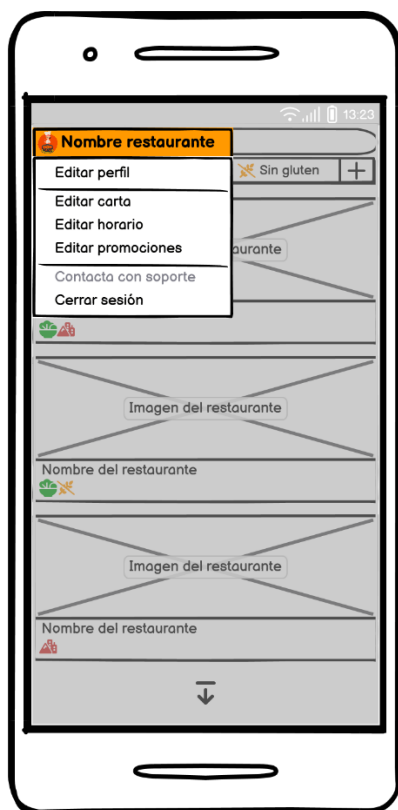 13:23
Nombre restaurante
Editar perfil
Sin gluten
Editar carta
Editar horario
Editar promociones
aurante
Contacta con soporte
Cerrar sesión
Imagen del restaurante
Nombre del restaurante
Imagen del restaurante
Nombre del restaurante